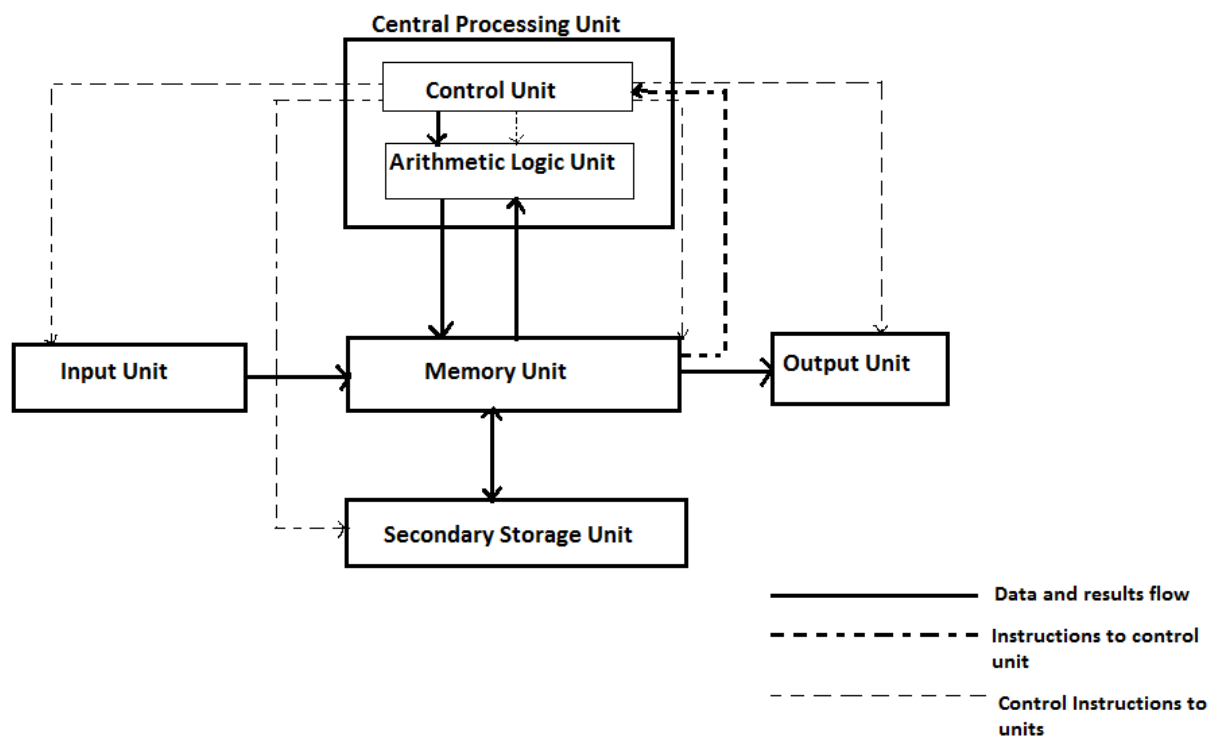 Central Processing Unit
Control Unit
Arithmetic Logic Unit
Input Unit
Memory Unit
Output Unit
Secondary Storage Unit
Data and results flow
Instructions to control
unit
Control Instructions to
units